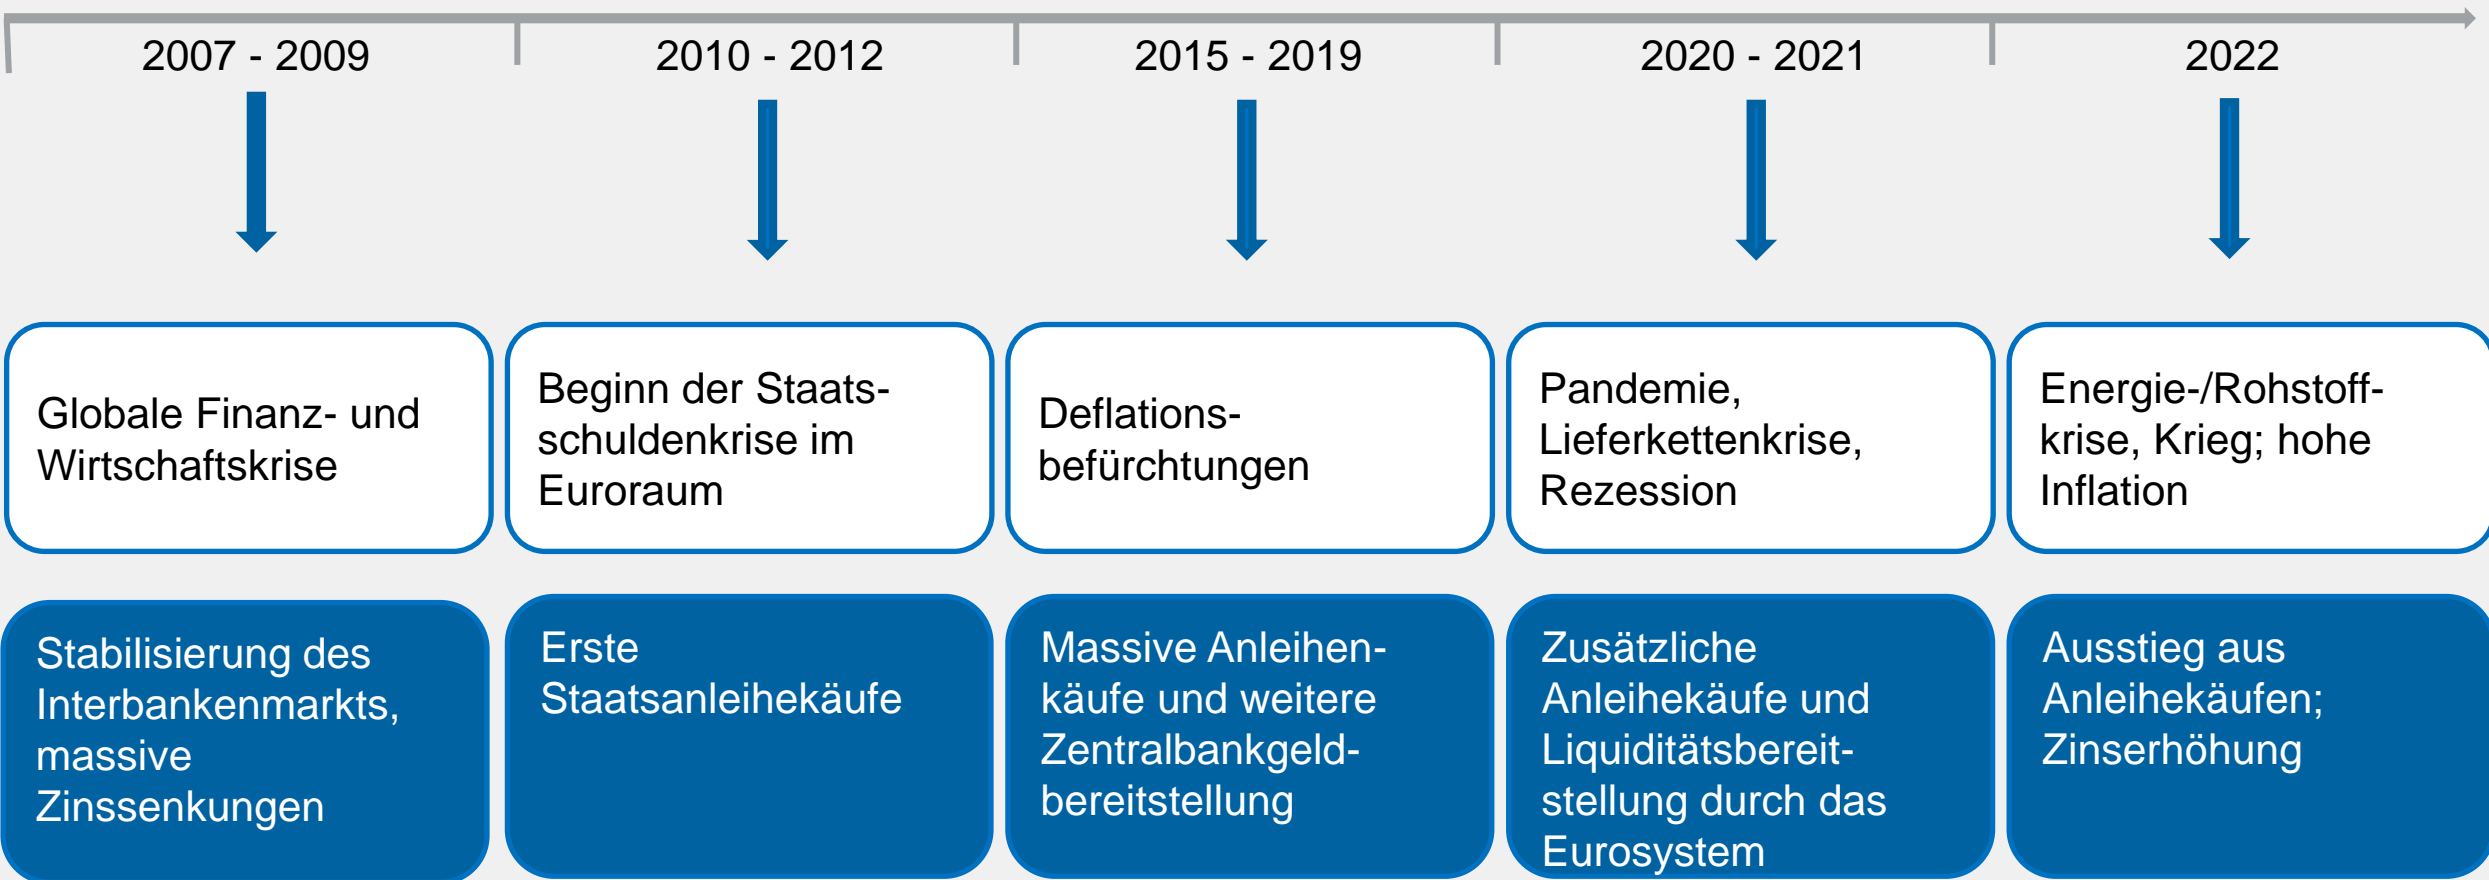 2007 - 2009
2010 - 2012
2015 - 2019
2020 - 2021
2022
Globale Finanz- und
Wirtschaftskrise
Beginn der Staats-
schuldenkrise im
Euroraum
Deflations-
befürchtungen
Pandemie,
Lieferkettenkrise,
Rezession
Energie-/Rohstoff-
krise, Krieg; hohe
Inflation
Stabilisierung des
Interbankenmarkts,
massive
Zinssenkungen
Erste
Staatsanleihekäufe
Massive Anleihen-
käufe und weitere
Zentralbankgeld-
bereitstellung
Zusätzliche
Anleihekäufe und
Liquiditätsbereit-
stellung durch das
Eurosystem
Ausstieg aus
Anleihekäufen;
Zinserhöhung